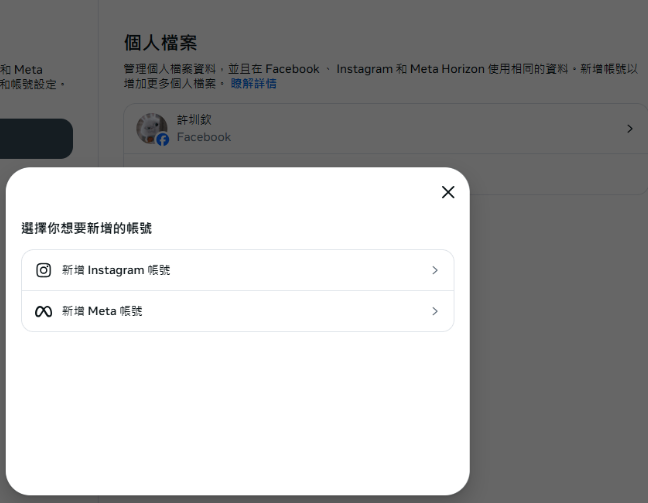 個人檔案
和 Meta
和帳號設定。
管理個人檔案資料，並且在 Facebook 、 Instagram 和 Meta Horizon 使用相同的資料。新增帳號以
增加更多個人檔案。 瞭解詳情
許圳欽
Facebook
選擇你想要新增的帳號
新增 Instagram 帳號
新增 Meta 帳號